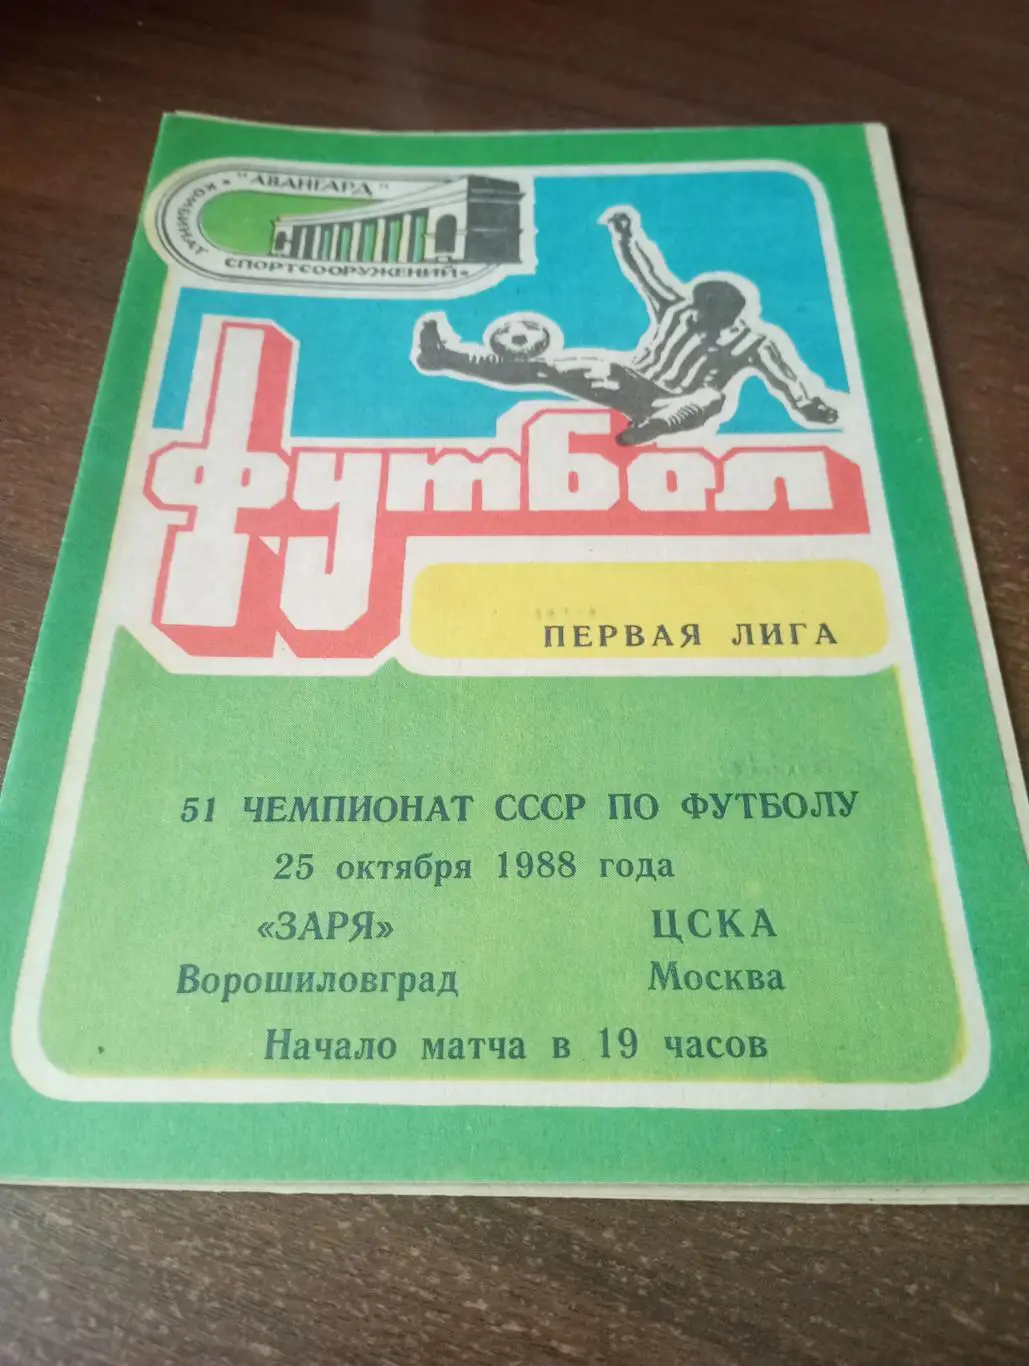 КОМБИНАТ * "АВАНГАРД"
СПОРТСООРУЖЕНИЙ *
футбол
ПЕРВАЯ ЛИГА
51 ЧЕМПИОНАТ СССР ПО ФУТБОЛУ
25 октября 1988 года
«ЗАРЯ» ЦСКА
Ворошиловград Москва
Начало матча в 19 часов